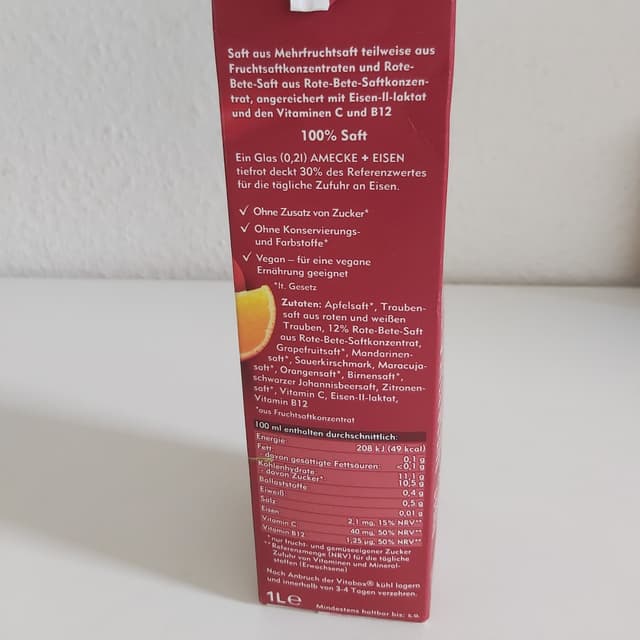 Saft aus Mehrfruchtsaft teilweise aus
Fruchtsaftkonzentraten und Rote-
Bete-Saft aus Rote-Bete-Saftkonzen-
trat, angereichert mit Eisen-II-laktat
und den Vitaminen C und B12
100% Saft
Ein Glas (0,2l) AMECKE + EISEN
tiefrot deckt 30% des Referenzwertes
für die tägliche Zufuhr an Eisen.
✓ Ohne Zusatz von Zucker*
✓ Ohne Konservierungs-
und Farbstoffe*
✓ Vegan – für eine vegane
Ernährung geeignet
*lt. Gesetz
Zutaten: Apfelsaft*, Trauben-
saft aus roten und weißen
Trauben, 12% Rote-Bete-Saft
aus Rote-Bete-Saftkonzentrat,
Grapefruitsaft*, Mandarinen-
saft*, Sauerkirschmark, Maracuja-
saft*, Orangensaft*, Birnensaft*,
schwarzer Johannisbeersaft, Zitronen-
saft*, Vitamin C, Eisen-II-laktat,
Vitamin B12
*aus Fruchtsaftkonzentrat
100 ml enthalten durchschnittlich:
Energie: 208 kJ (49 kcal)
Fett: 0,1 g
- davon gesättigte Fettsäuren: <0,1 g
Kohlenhydrate: 11,1 g
- davon Zucker* 10,5 g
Ballaststoffe 0,4 g
Eiweiß 0,5 g
Salz 0,01 g
Eisen 2,1 mg, 15% NRV**
Vitamin C 40 mg, 50% NRV**
Vitamin B12 1,25 µg, 50% NRV**
*nur frucht- und gemüseeigener Zucker
**Referenzmenge (NRV) für die tägliche
Zufuhr von Vitaminen und Mineral-
stoffen (Erwachsene)
Nach Anbruch der Vitabox® kühl lagern
und innerhalb von 3-4 Tagen verzehren.
1L℮ Mindestens haltbar bis: s.o.